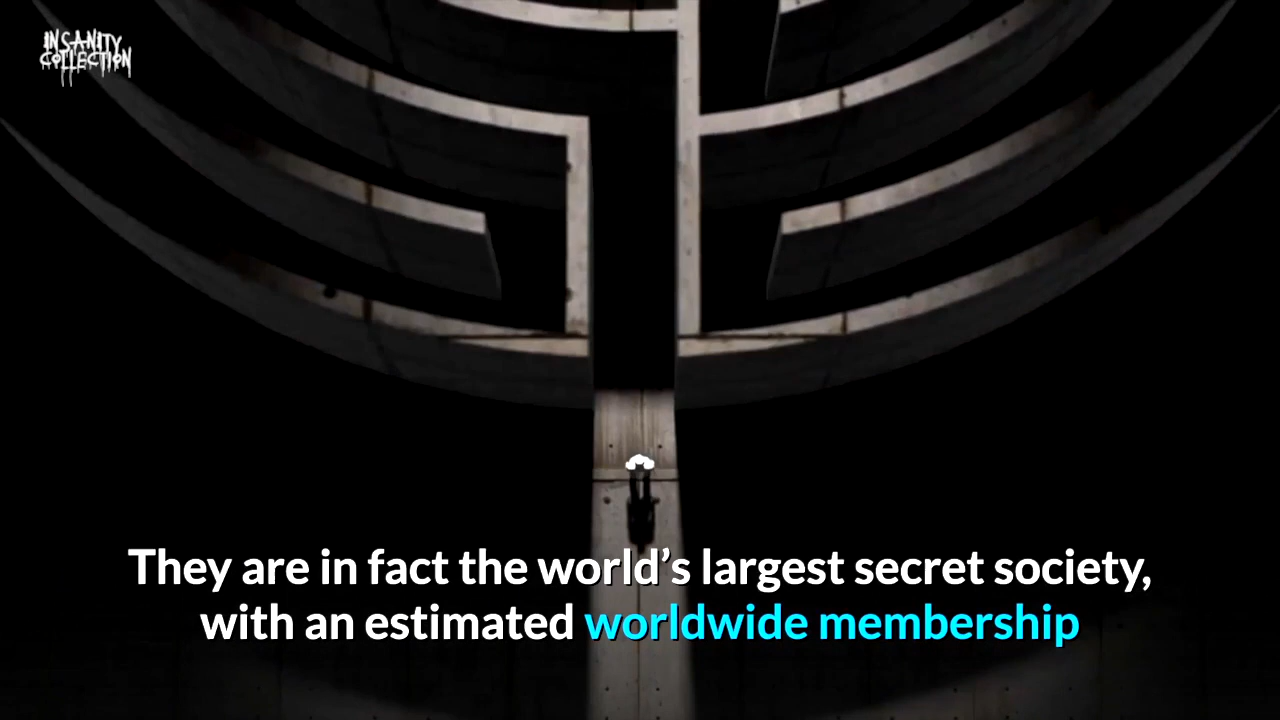 INSANITY
COLLECTION
They are in fact the world's largest secret society,
with an estimated worldwide membership